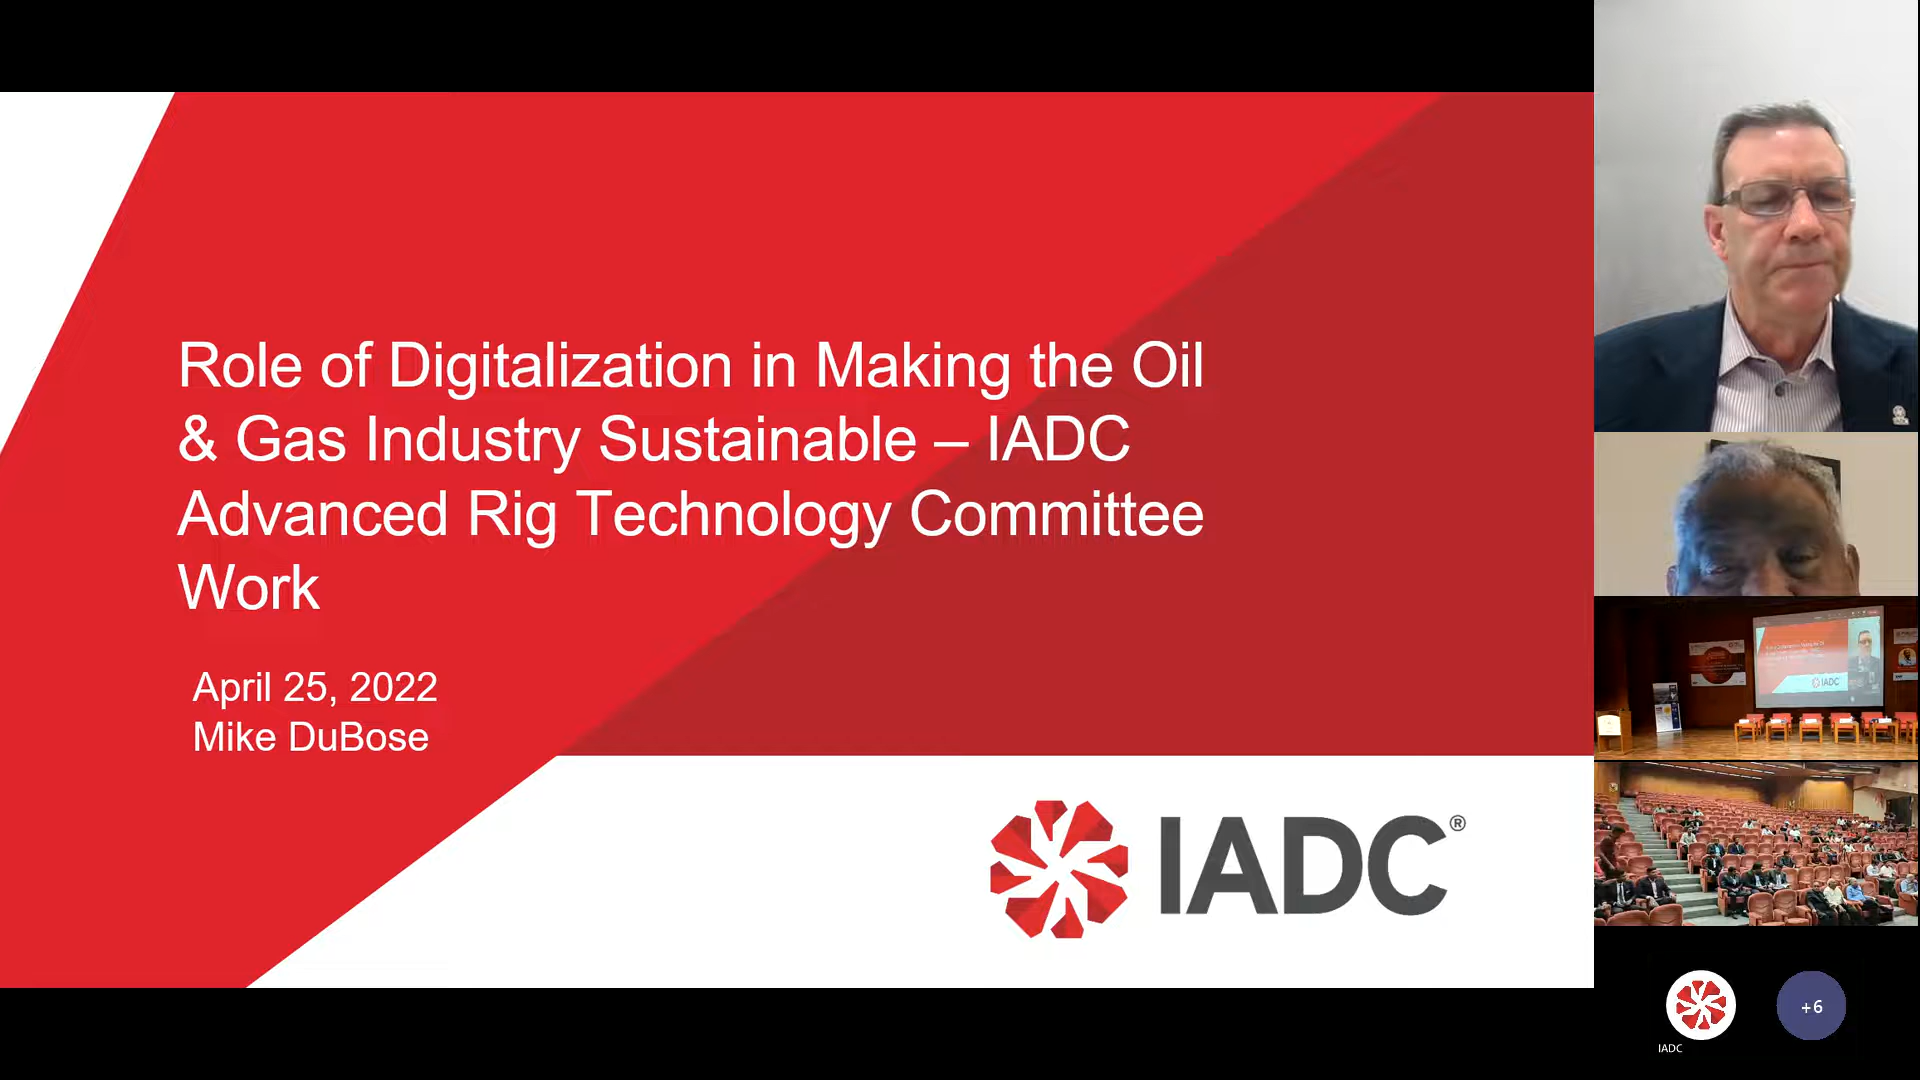 Role of Digitalization in Making the Oil
& Gas Industry Sustainable – IADC
Advanced Rig Technology Committee
Work
April 25, 2022
Mike DuBose
IADC®
IADC
IADC
+6